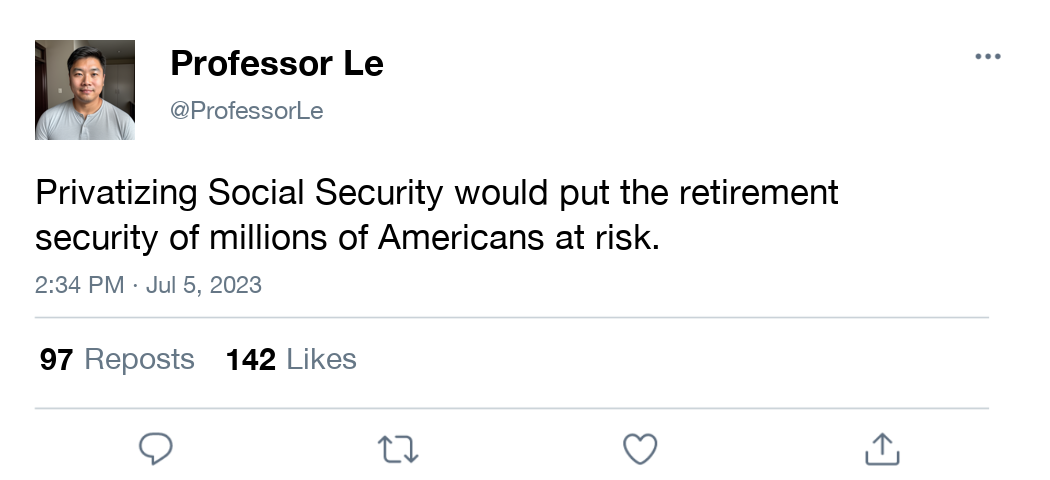 Professor Le
@ProfessorLe
Privatizing Social Security would put the retirement
security of millions of Americans at risk.
2:34 PM · Jul 5, 2023
97 Reposts 142 Likes